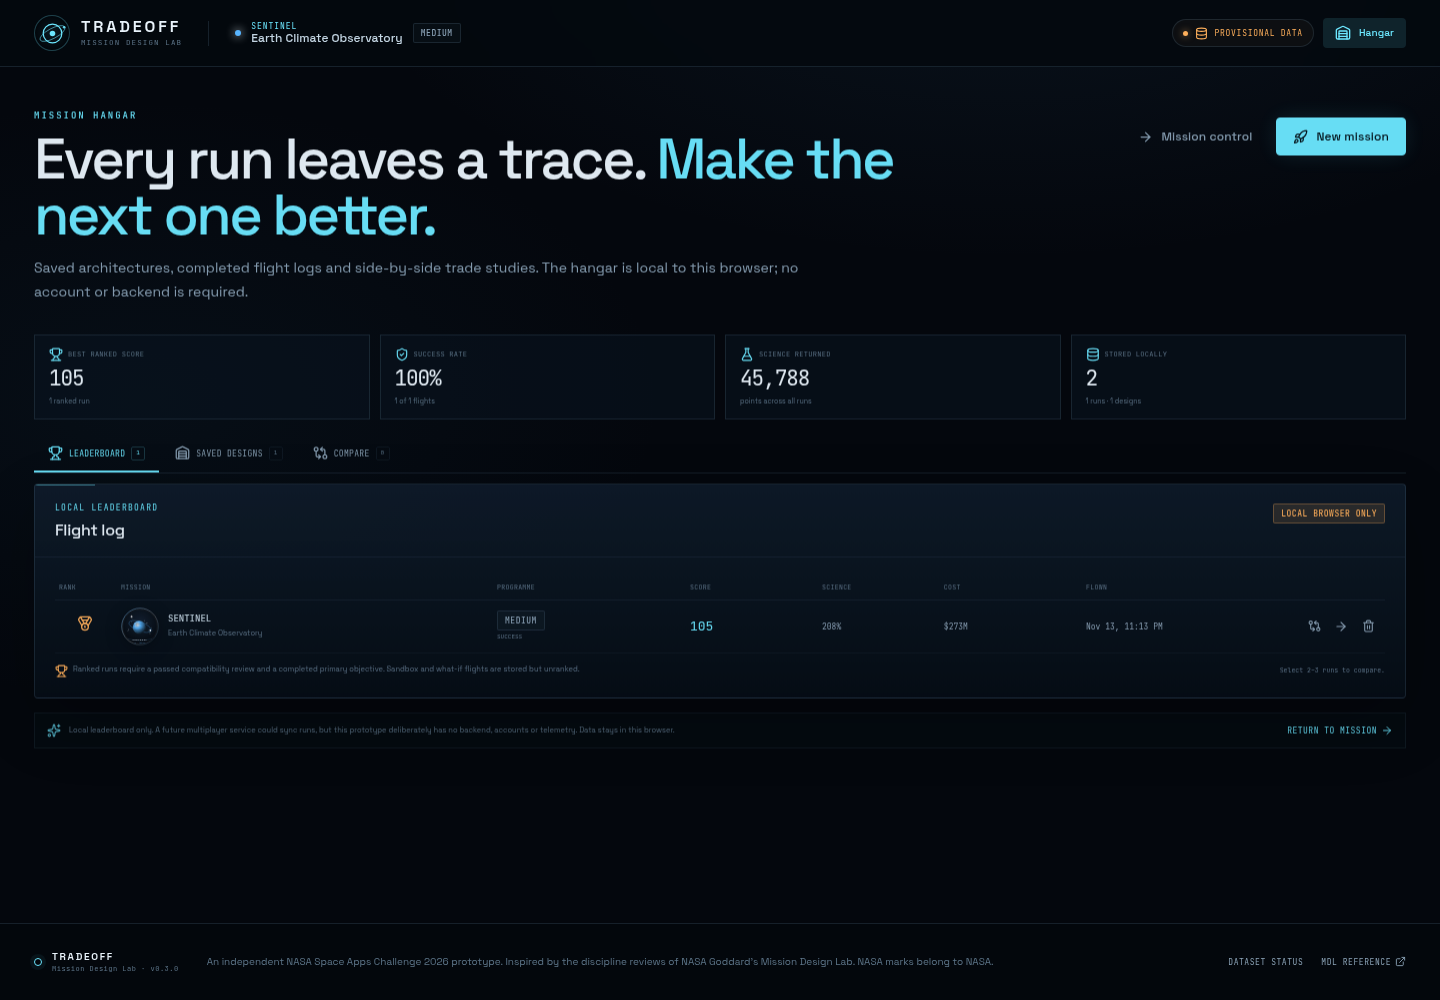 TRADEOFF
MISSION DESIGN LAB
SENTINEL
Earth Climate Observatory
MEDIUM
PROVISIONAL DATA
Hangar
MISSION HANGAR
Every run leaves a trace. Make the
next one better.
Mission control
New mission
Saved architectures, completed flight logs and side-by-side trade studies. The hangar is local to this browser; no
account or backend is required.
BEST RANKED SCORE
105
1 ranked run
SUCCESS RATE
100%
1 of 1 flights
SCIENCE RETURNED
45,788
points across all runs
STORED LOCALLY
2
1 runs · 1 designs
LEADERBOARD 1
SAVED DESIGNS 1
COMPARE 0
LOCAL LEADERBOARD
Flight log
LOCAL BROWSER ONLY
RANK MISSION PROGRAMME SCORE SCIENCE COST FLOWN
SENTINEL
Earth Climate Observatory
MEDIUM
SUCCESS
105
208%
$273M
Nov 13, 11:13 PM
Ranked runs require a passed compatibility review and a completed primary objective. Sandbox and what-if flights are stored but unranked.
Select 2-3 runs to compare.
Local leaderboard only. A future multiplayer service could sync runs, but this prototype deliberately has no backend, accounts or telemetry. Data stays in this browser.
RETURN TO MISSION
TRADEOFF
Mission Design Lab · v0.3.0
An independent NASA Space Apps Challenge 2026 prototype. Inspired by the discipline reviews of NASA Goddard's Mission Design Lab. NASA marks belong to NASA.
DATASET STATUS
MDL REFERENCE